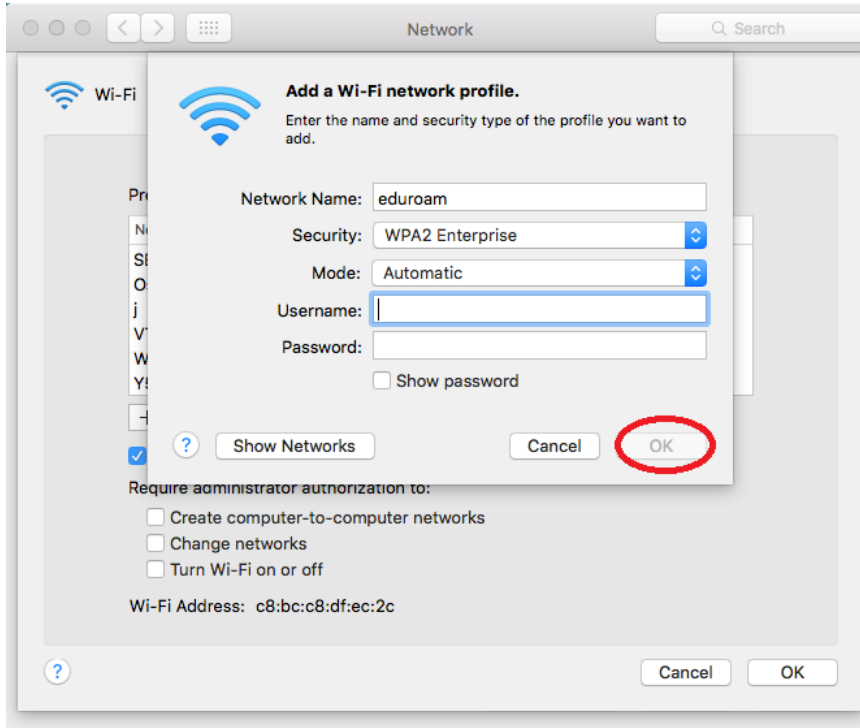 Network
Search
Wi-Fi
Add a Wi-Fi network profile.
Enter the name and security type of the profile you want to
add.
Network Name: eduroam
Security: WPA2 Enterprise
Mode: Automatic
Username:
Password:
Show password
? Show Networks Cancel OK
Require administrator authorization to:
Create computer-to-computer networks
Change networks
Turn Wi-Fi on or off
Wi-Fi Address: c8:bc:c8:df:ec:2c
? Cancel OK